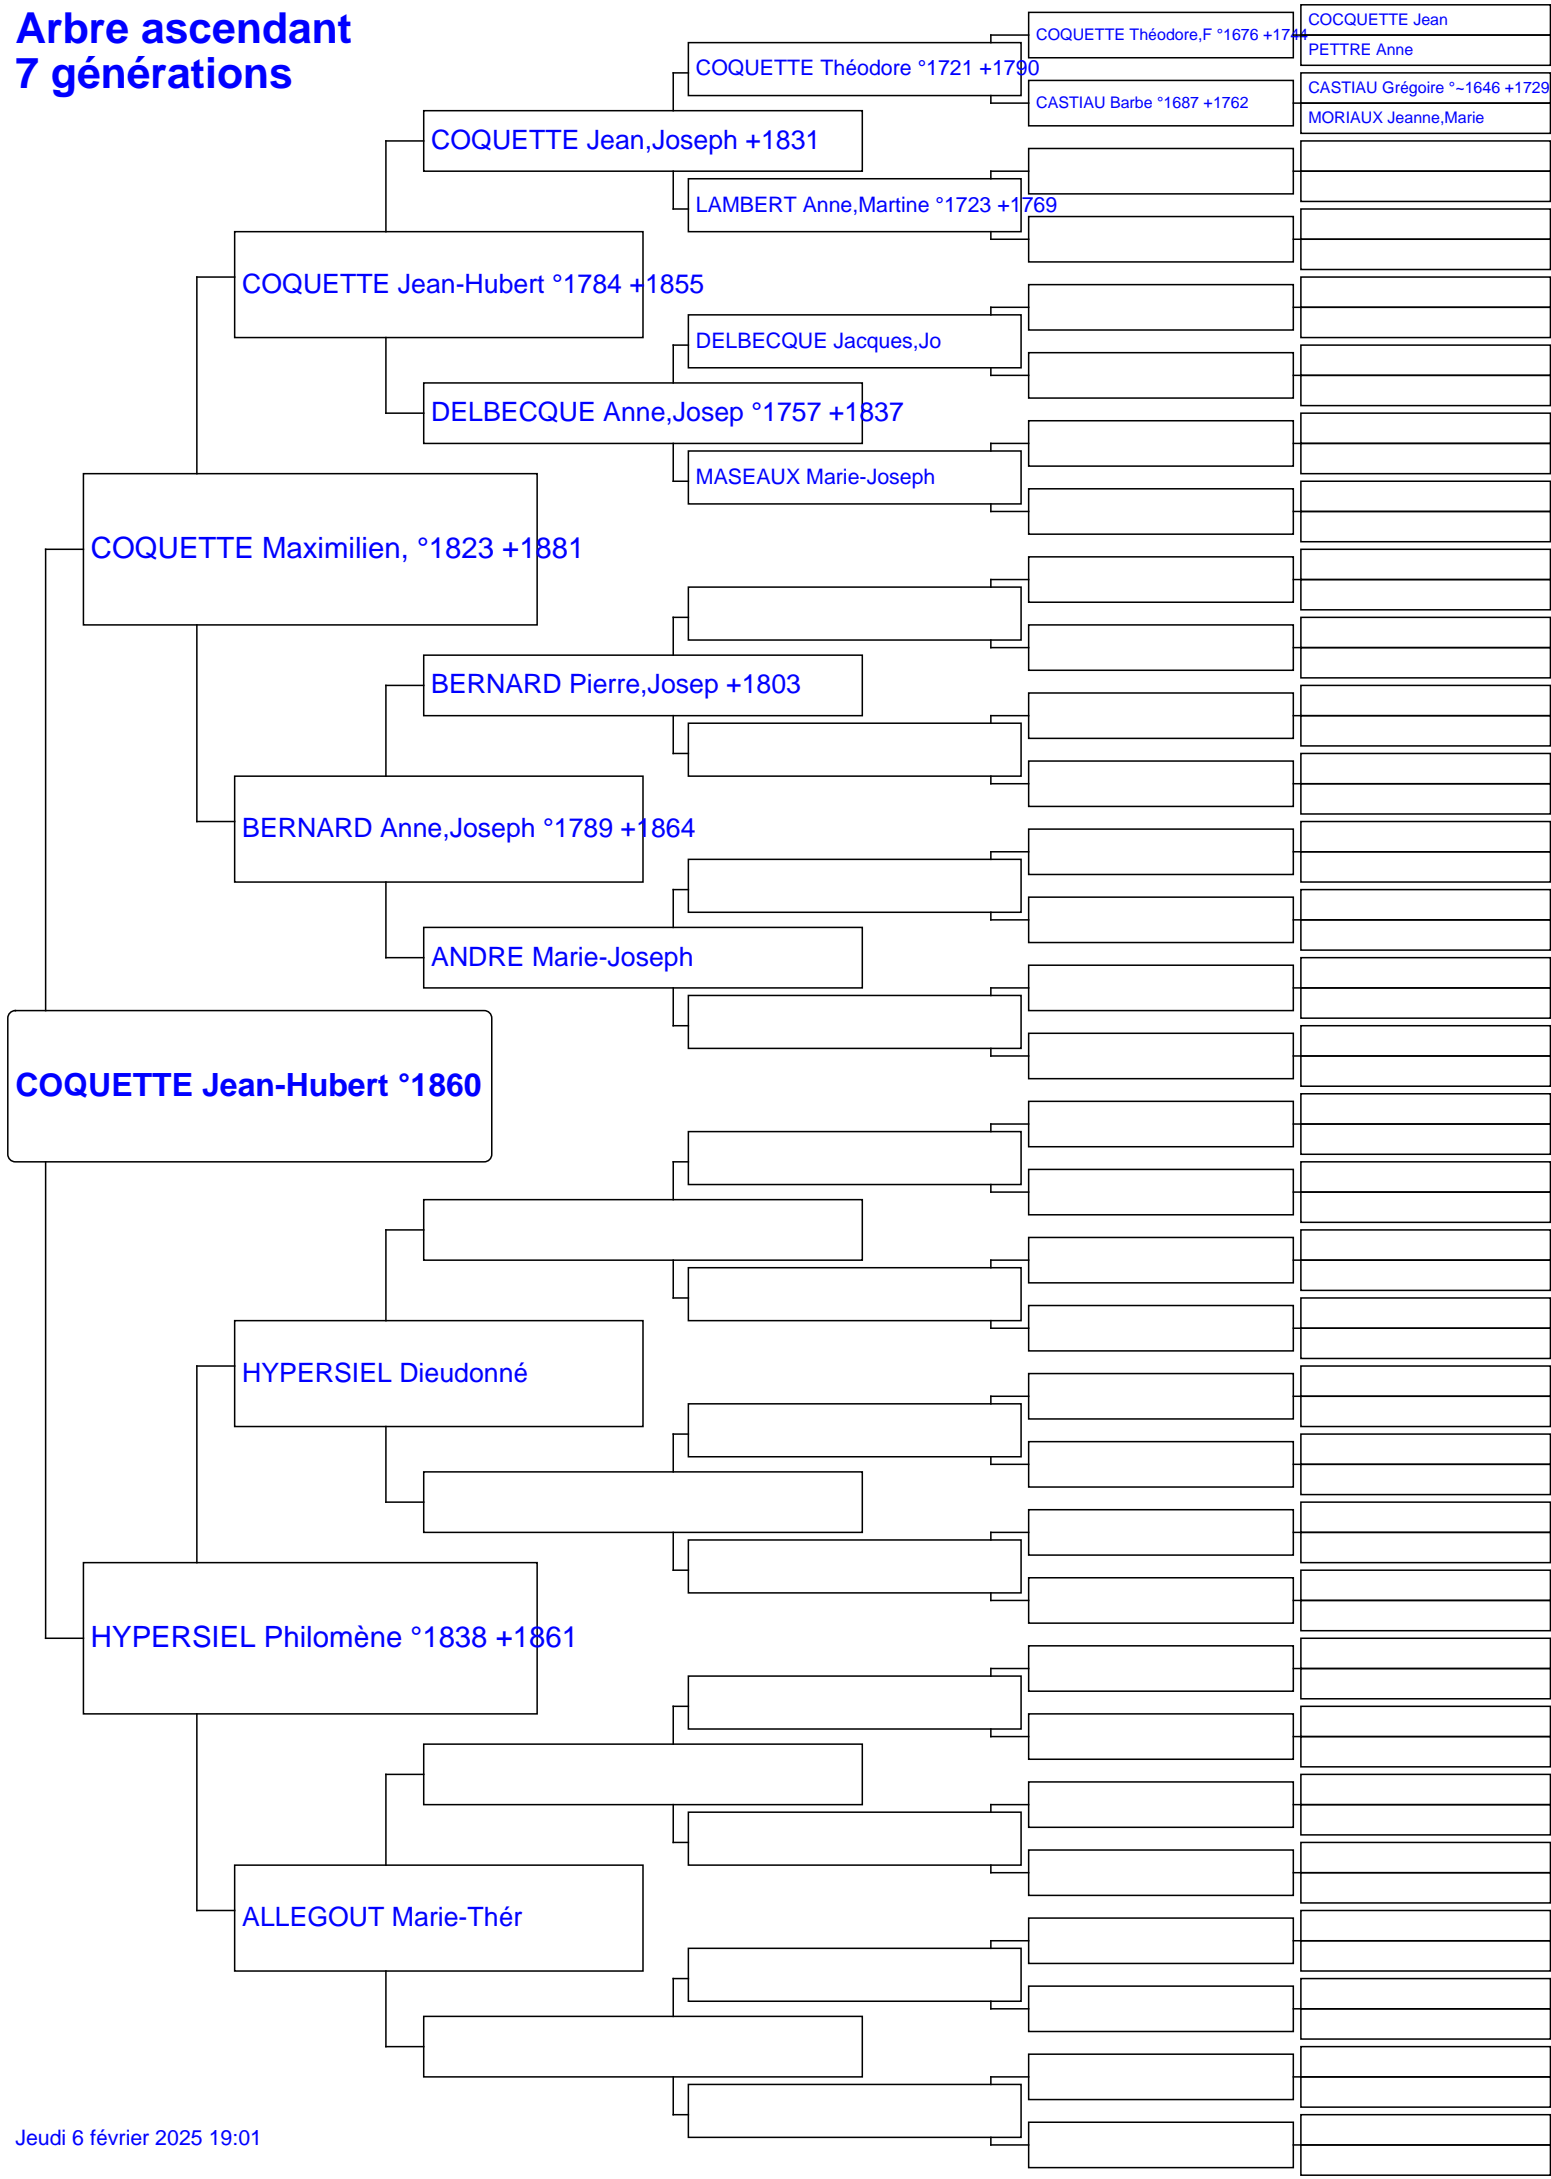 Arbre ascendant
7 générations
COCQUETTE Jean
COQUETTE Théodore,F °1676 +1744
PETTRE Anne
COQUETTE Théodore °1721 +1790
CASTIAU Grégoire °~1646 +1729
CASTIAU Barbe °1687 +1762
MORIAUX Jeanne,Marie
COQUETTE Jean,Joseph +1831
LAMBERT Anne,Martine °1723 +1769
COQUETTE Jean-Hubert °1784 +1855
DELBECQUE Jacques,Jo
DELBECQUE Anne,Josep °1757 +1837
MASEAUX Marie-Joseph
COQUETTE Maximilien, °1823 +1881
BERNARD Pierre,Josep +1803
BERNARD Anne,Joseph °1789 +1864
ANDRE Marie-Joseph
COQUETTE Jean-Hubert °1860
HYPERSIEL Dieudonné
HYPERSIEL Philomène °1838 +1861
ALLEGOUT Marie-Thér
Jeudi 6 février 2025 19:01